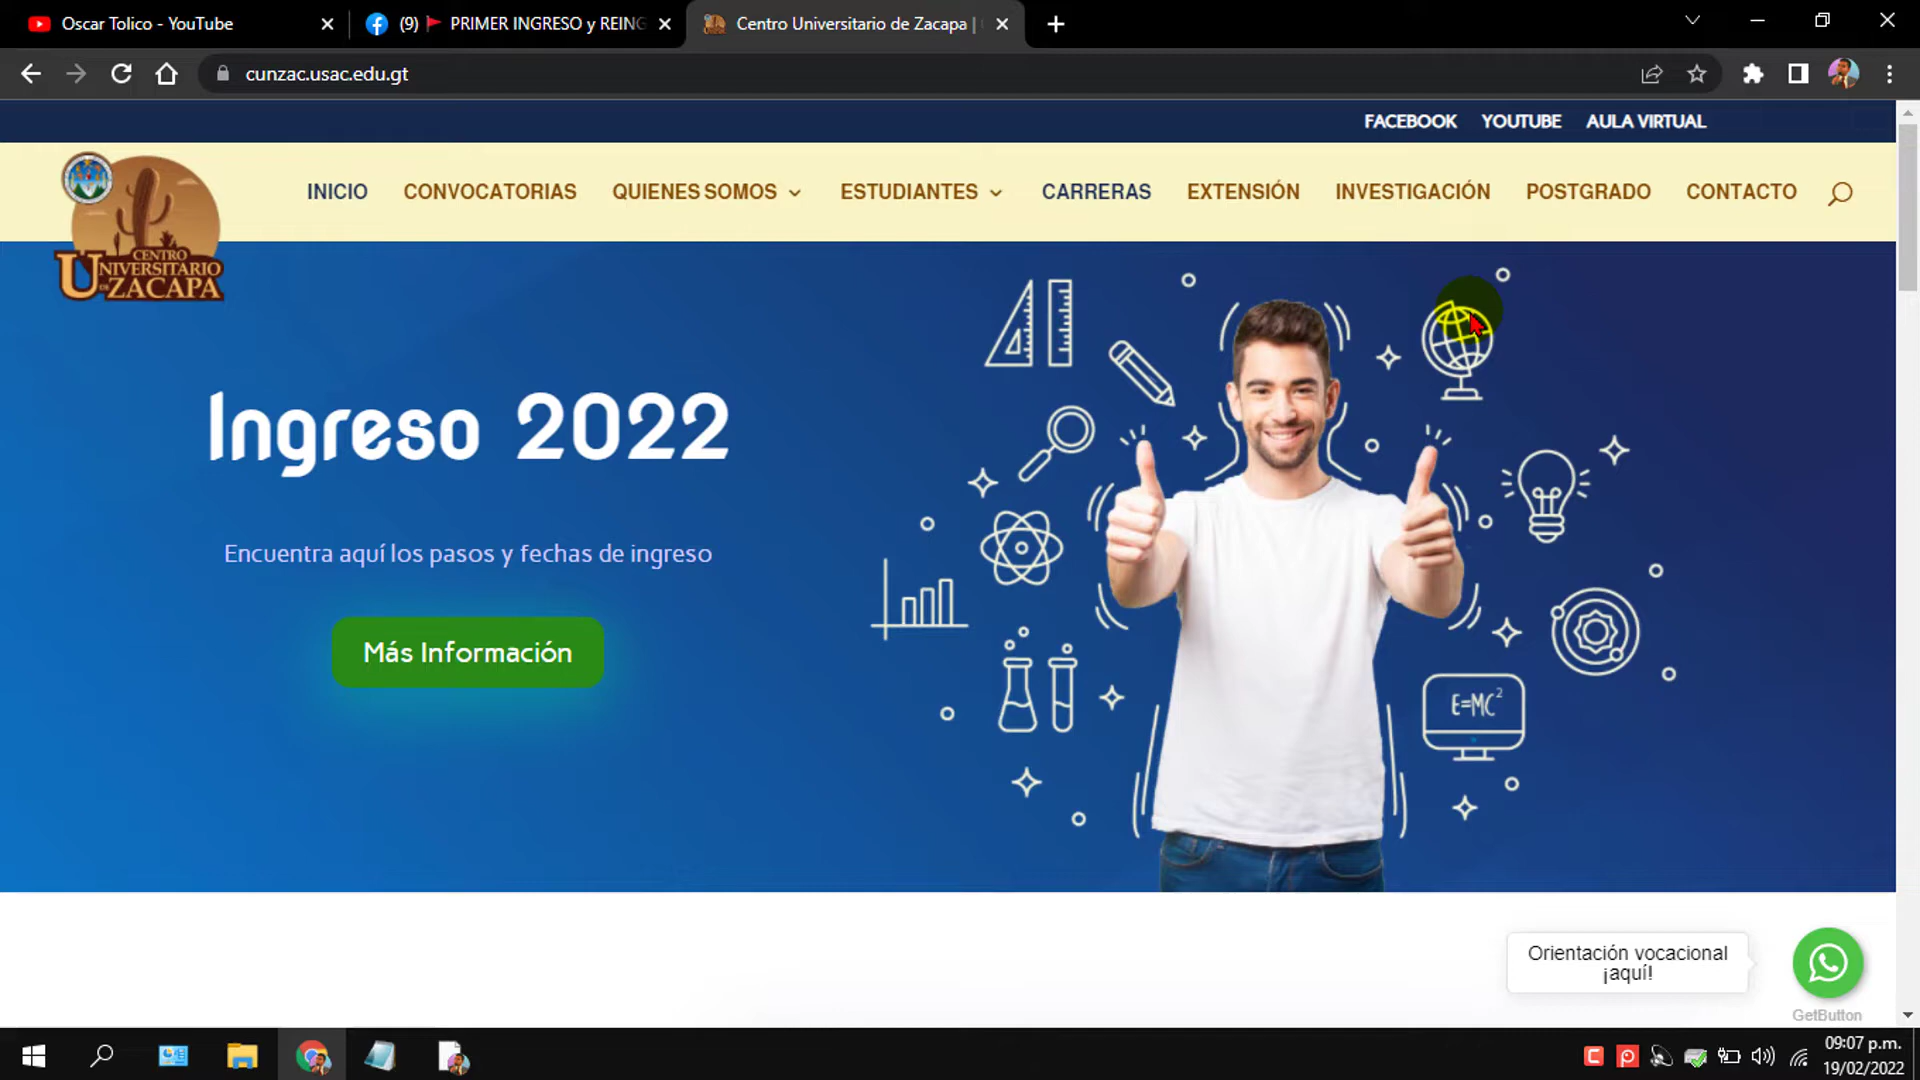 Oscar Tolico - YouTube
(9) PRIMER INGRESO y REING
Centro Universitario de Zacapa |
cunzac.usac.edu.gt
FACEBOOK YOUTUBE AULA VIRTUAL
INICIO CONVOCATORIAS QUIENES SOMOS ESTUDIANTES CARRERAS EXTENSIÓN INVESTIGACIÓN POSTGRADO CONTACTO
CENTRO
UNIVERSITARIO
DE ZACAPA
Ingreso 2022
Encuentra aquí los pasos y fechas de ingreso
Más Información
E=MC²
Orientación vocacional
¡aquí!
GetButton
09:07 p.m.
19/02/2022